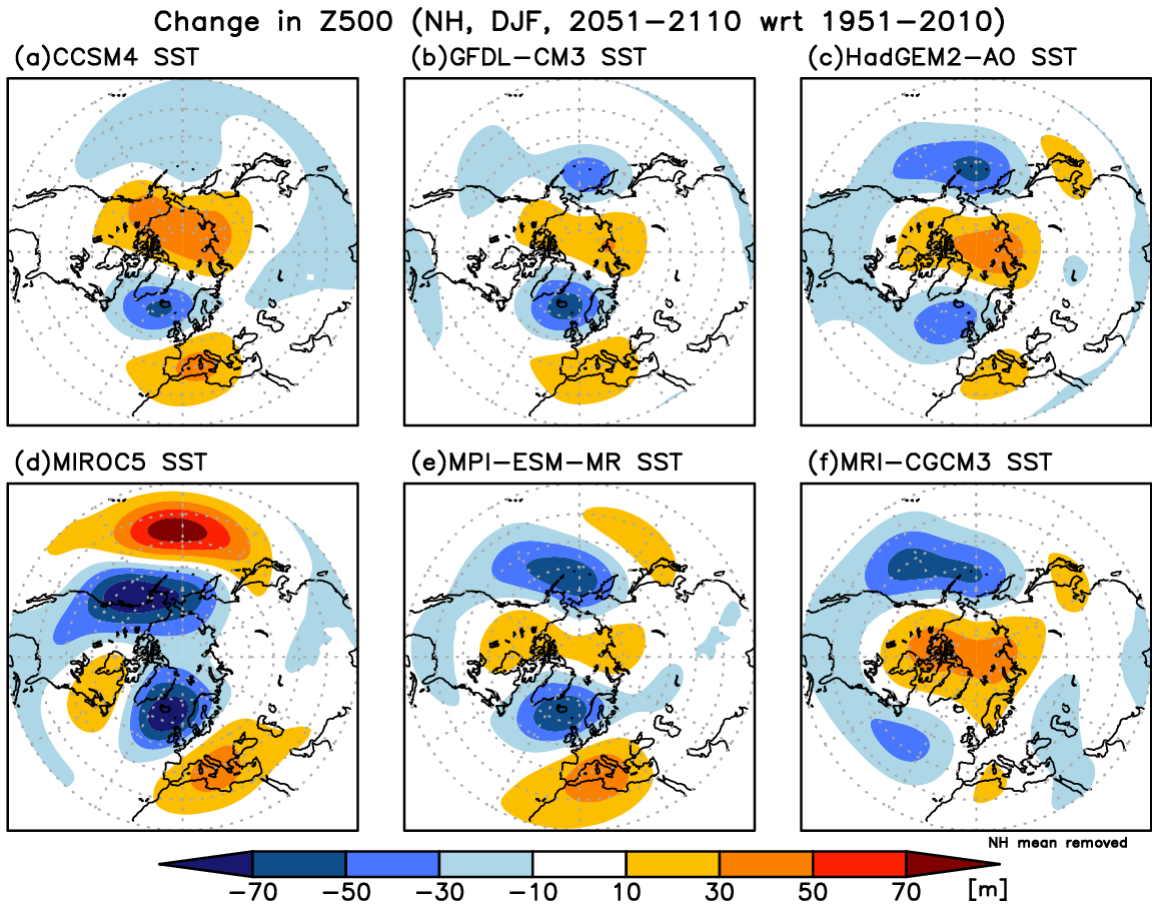 Change in Z500 (NH, DJF, 2051−2110 wrt 1951−2010)
(a)CCSM4 SST
(b)GFDL−CM3 SST
(c)HadGEM2−AO SST
(d)MIROC5 SST
(e)MPI−ESM−MR SST
(f)MRI−CGCM3 SST
NH mean removed
−70 −50 −30 −10 10 30 50 70 [m]